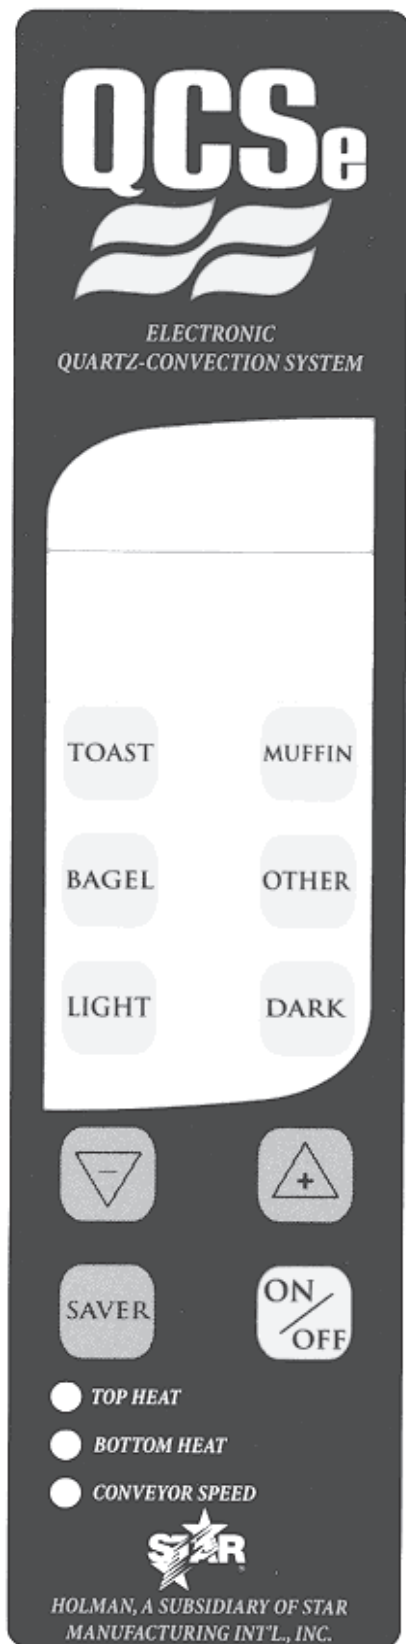 QCSe
ELECTRONIC
QUARTZ-CONVECTION SYSTEM
TOAST
MUFFIN
BAGEL
OTHER
LIGHT
DARK
−
+
SAVER
ON/OFF
TOP HEAT
BOTTOM HEAT
CONVEYOR SPEED
STAR
HOLMAN, A SUBSIDIARY OF STAR
MANUFACTURING INT'L., INC.